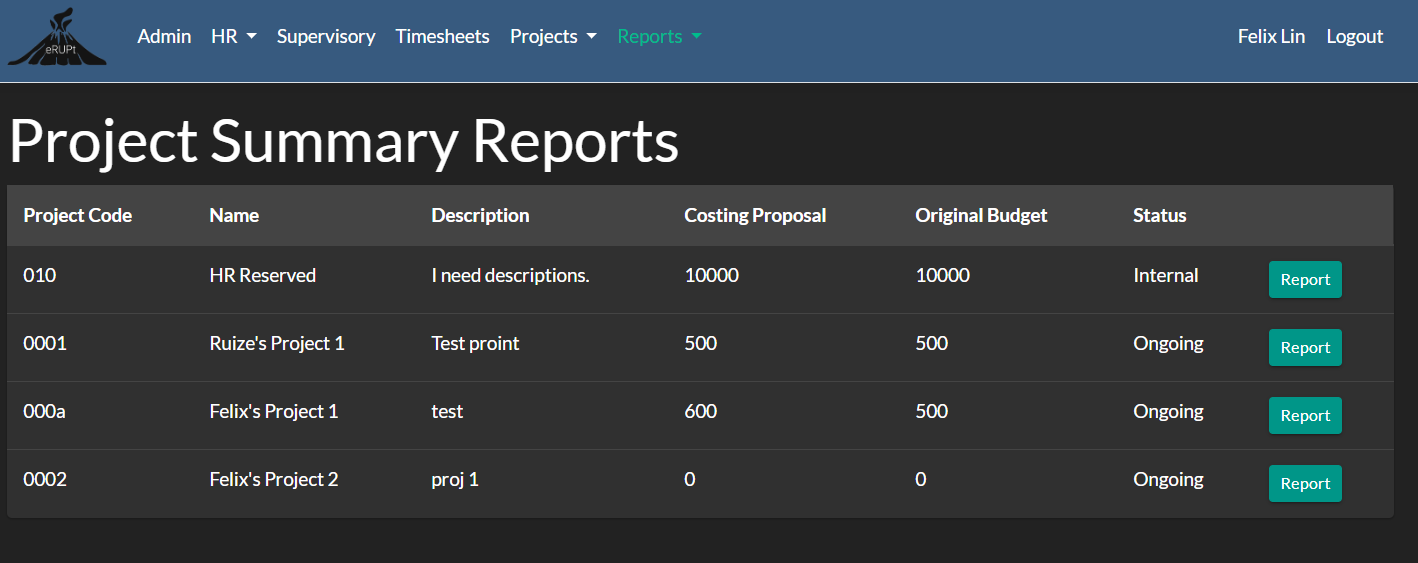 eRUPt Admin HR Supervisory Timesheets Projects Reports Felix Lin Logout
Project Summary Reports
Project Code Name Description Costing Proposal Original Budget Status
010 HR Reserved I need descriptions. 10000 10000 Internal Report
0001 Ruize's Project 1 Test proint 500 500 Ongoing Report
000a Felix's Project 1 test 600 500 Ongoing Report
0002 Felix's Project 2 proj 1 0 0 Ongoing Report